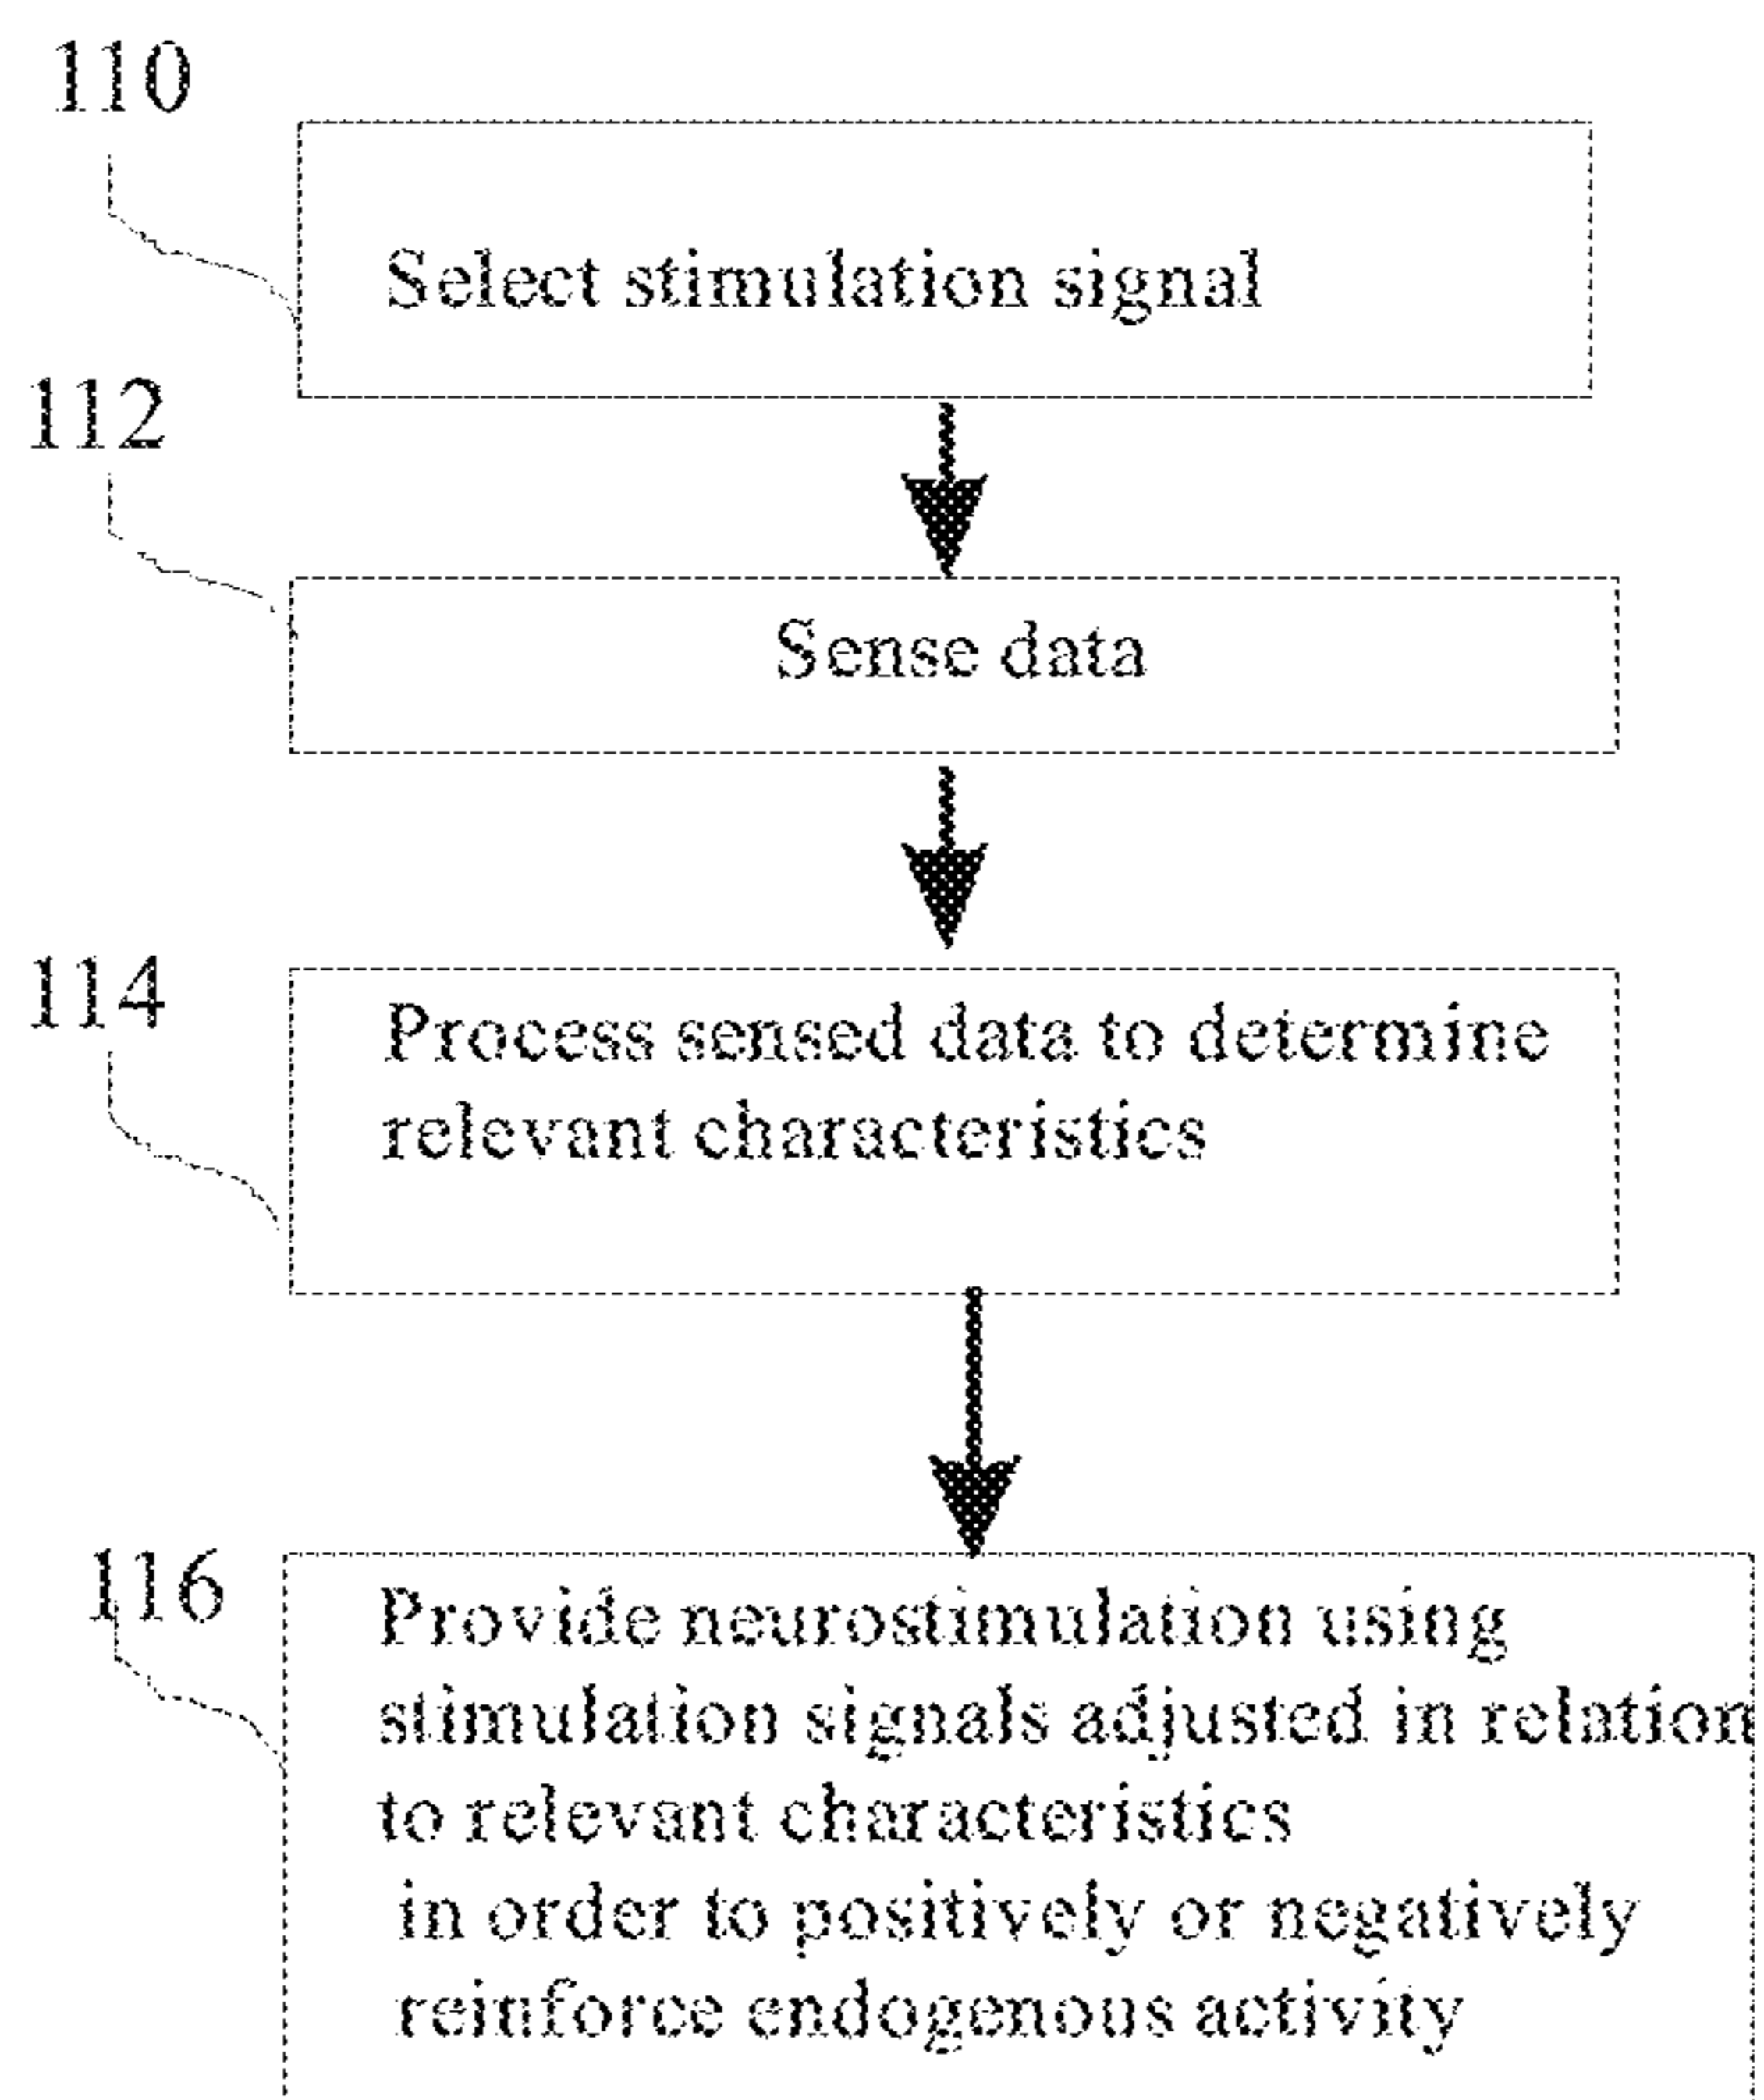 110
Select stimulation signal
112
Sense data
114
Process sensed data to determine
relevant characteristics
116
Provide neurostimulation using
stimulation signals adjusted in relation
to relevant characteristics
in order to positively or negatively
reinforce endogenous activity